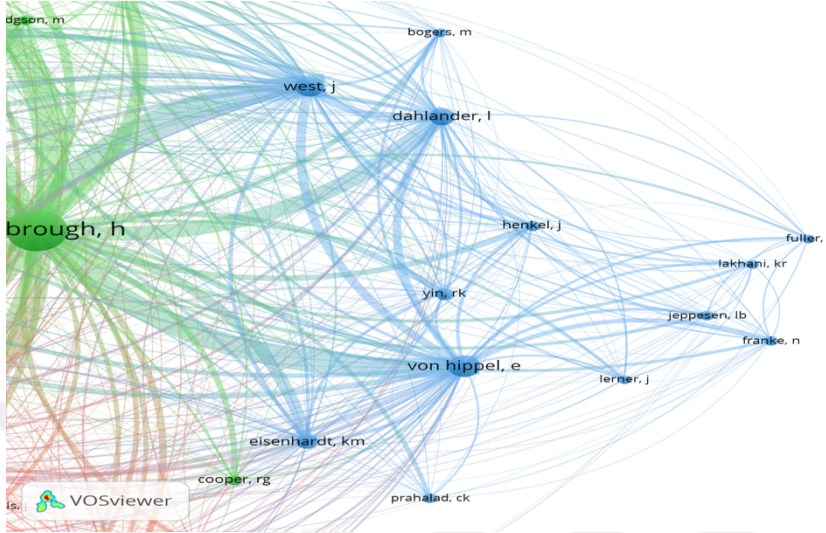 dgson, m
bogers, m
west, j
dahlander, l
brough, h
henkel, j
fuller,
lakhani, kr
yin, rk
jeppesen, lb
franke, n
von hippel, e
lerner, j
eisenhardt, km
cooper, rg
prahalad, ck
ls,
VOSviewer